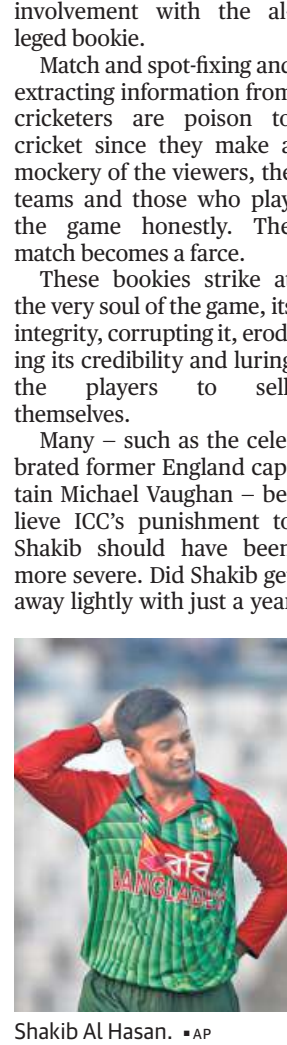 involvement with the al-
leged bookie.
Match and spot-fixing and
extracting information from
cricketers are poison to
cricket since they make a
mockery of the viewers, the
teams and those who play
the game honestly. The
match becomes a farce.
These bookies strike at
the very soul of the game, its
integrity, corrupting it, erod-
ing its credibility and luring
the players to sell
themselves.
Many – such as the cele-
brated former England cap-
tain Michael Vaughan – be-
lieve ICC’s punishment to
Shakib should have been
more severe. Did Shakib get
away lightly with just a year
রবি
BANGLADES
Shakib Al Hasan. ▪ AP